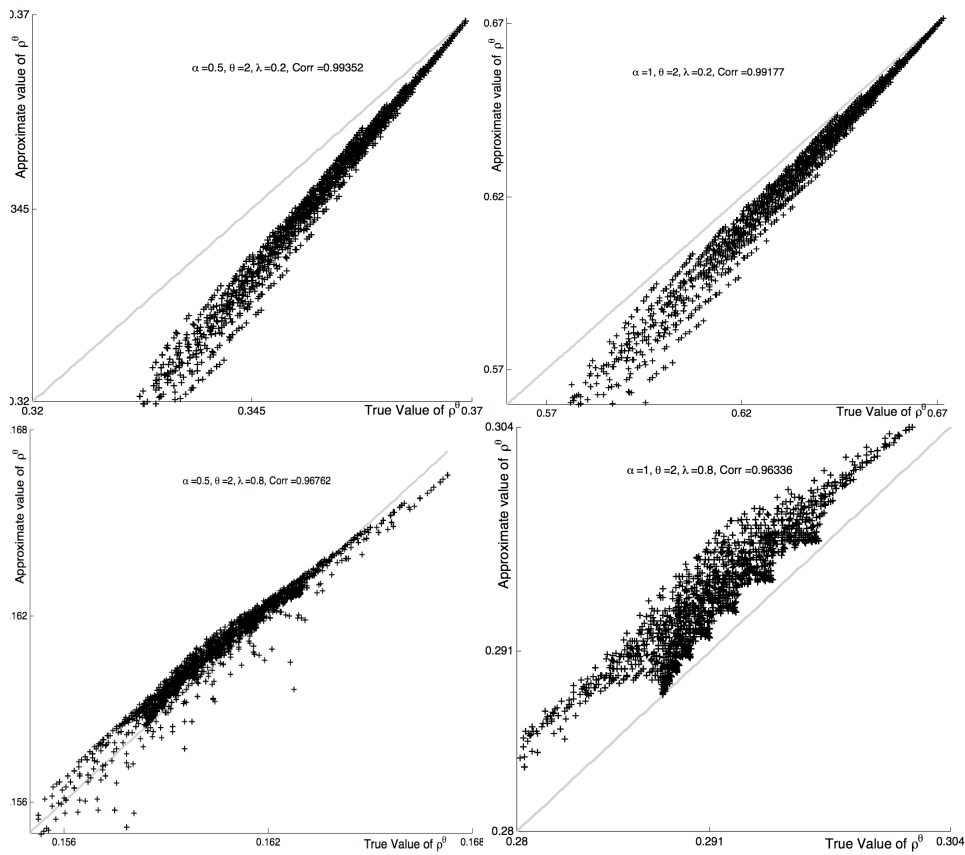 0.37
Approximate value of ρ^θ
α=0.5, θ=2, λ=0.2, Corr=0.99352
.345
0.32
0.32
0.345
0.37
True Value of ρ^θ
0.67
Approximate value of ρ^θ
α=1, θ=2, λ=0.2, Corr=0.99177
0.62
0.57
0.57
0.62
0.67
True Value of ρ^θ
.168
Approximate value of ρ^θ
α=0.5, θ=2, λ=0.8, Corr=0.96762
.162
.156
0.156
0.162
0.168
True Value of ρ^θ
0.304
Approximate value of ρ^θ
α=1, θ=2, λ=0.8, Corr=0.96336
0.291
0.28
0.28
0.291
0.304
True Value of ρ^θ